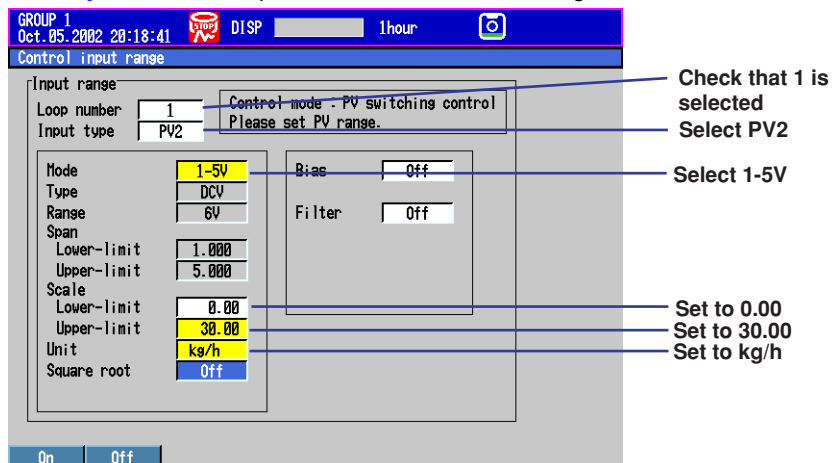 GROUP 1
Oct.05.2002 20:18:41
STOP
DISP
1hour
Control input range
Input range
Loop number 1
Input type PV2
Control mode : PV switching control
Please set PV range.
Check that 1 is
selected
Select PV2
Mode 1-5V
Type DCV
Range 6V
Span
Lower-limit 1.000
Upper-limit 5.000
Scale
Lower-limit 0.00
Upper-limit 30.00
Unit kg/h
Square root Off
Bias Off
Filter Off
Select 1-5V
Set to 0.00
Set to 30.00
Set to kg/h
On Off